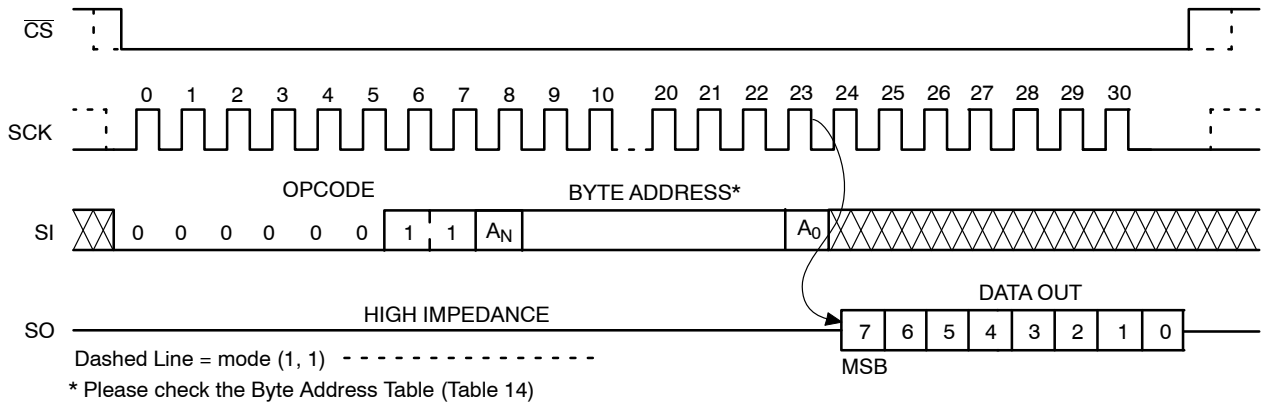 CS
0 1 2 3 4 5 6 7 8 9 10 20 21 22 23 24 25 26 27 28 29 30
SCK
OPCODE BYTE ADDRESS*
SI 0 0 0 0 0 0 1 1 AN A0
DATA OUT
HIGH IMPEDANCE
SO 7 6 5 4 3 2 1 0
Dashed Line = mode (1, 1)
MSB
* Please check the Byte Address Table (Table 14)